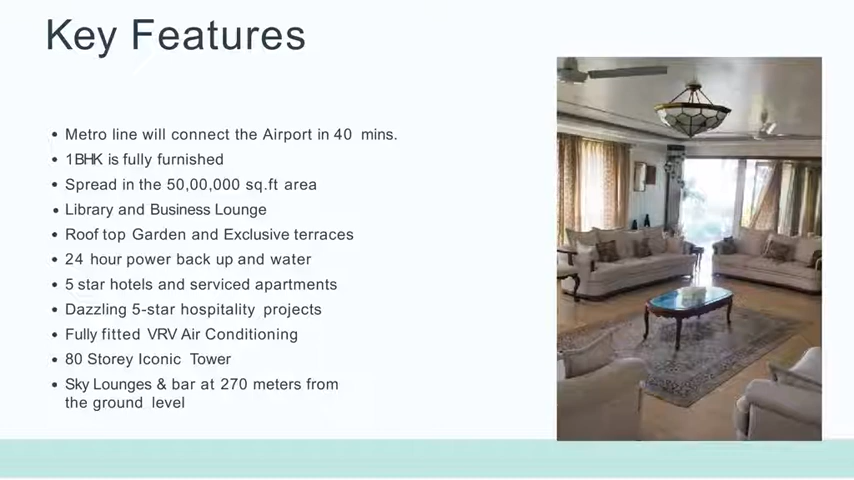 Key Features
• Metro line will connect the Airport in 40 mins.
• 1BHK is fully furnished
• Spread in the 50,00,000 sq.ft area
• Library and Business Lounge
• Roof top Garden and Exclusive terraces
• 24 hour power back up and water
• 5 star hotels and serviced apartments
• Dazzling 5-star hospitality projects
• Fully fitted VRV Air Conditioning
• 80 Storey Iconic Tower
• Sky Lounges & bar at 270 meters from
the ground level